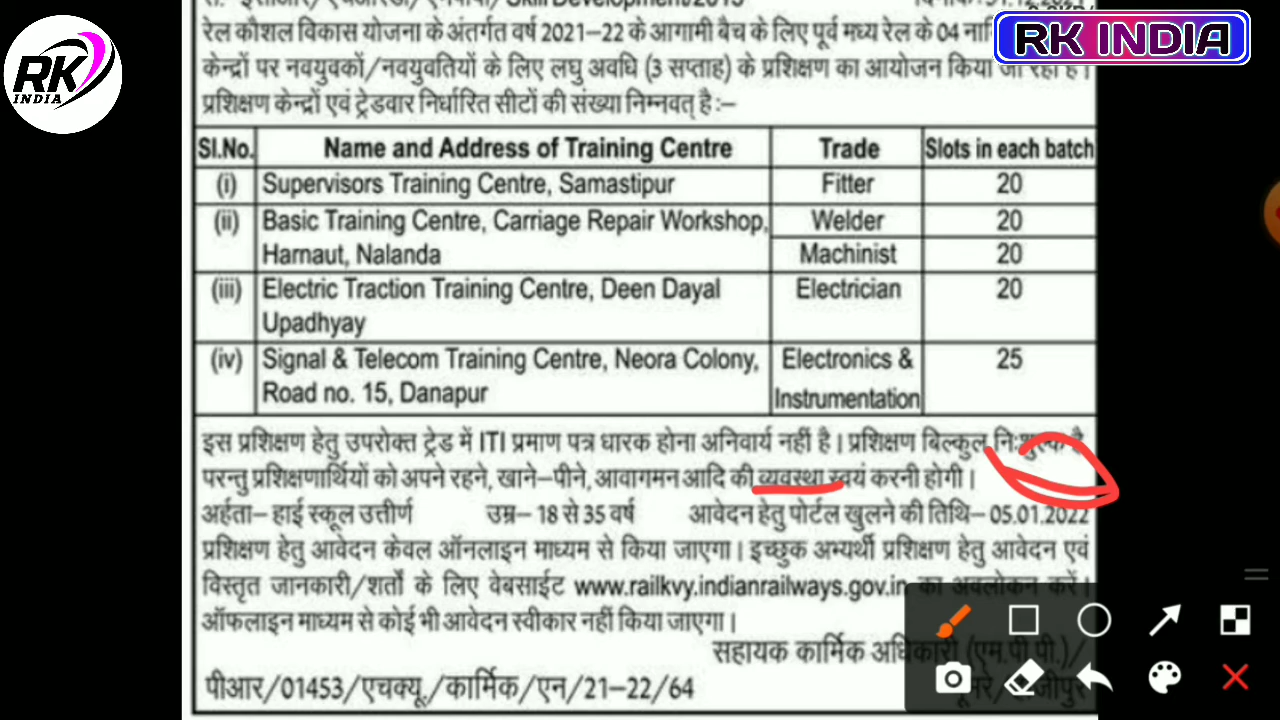 RK INDIA
RK
INDIA
रेल कौशल विकास योजना के अंतर्गत वर्ष 2021–22 के आगामी बैच के लिए पूर्व मध्य रेल के 04
केन्द्रों पर नवयुवकों/नवयुवतियों के लिए लघु अवधि (3 सप्ताह) के प्रशिक्षण का आयोजन किया जा रहा है।
प्रशिक्षण केन्द्रों एवं ट्रेडवार निर्धारित सीटों की संख्या निम्नवत् है :–
Sl.No. Name and Address of Training Centre Trade Slots in each batch
(i) Supervisors Training Centre, Samastipur Fitter 20
(ii) Basic Training Centre, Carriage Repair Workshop, Welder 20
Harnaut, Nalanda Machinist 20
(iii) Electric Traction Training Centre, Deen Dayal Electrician 20
Upadhyay
(iv) Signal & Telecom Training Centre, Neora Colony, Electronics & 25
Road no. 15, Danapur Instrumentation
इस प्रशिक्षण हेतु उपरोक्त ट्रेड में ITI प्रमाण पत्र धारक होना अनिवार्य नहीं है। प्रशिक्षण बिल्कुल नि:शुल्क है
परन्तु प्रशिक्षणार्थियों को अपने रहने, खाने–पीने, आवागमन आदि की व्यवस्था स्वयं करनी होगी।
अर्हता– हाई स्कूल उत्तीर्ण उम्र– 18 से 35 वर्ष आवेदन हेतु पोर्टल खुलने की तिथि– 05.01.2022
प्रशिक्षण हेतु आवेदन केवल ऑनलाइन माध्यम से किया जाएगा। इच्छुक अभ्यर्थी प्रशिक्षण हेतु आवेदन एवं
विस्तृत जानकारी/शर्तों के लिए वेबसाईट www.railkvy.indianrailways.gov.in का अवलोकन करें।
ऑफलाइन माध्यम से कोई भी आवेदन स्वीकार नहीं किया जाएगा।
सहायक कार्मिक अधिकारी (एम.पी.पी.)/
पीआर/01453/एचक्यू./कार्मिक/एन/21–22/64